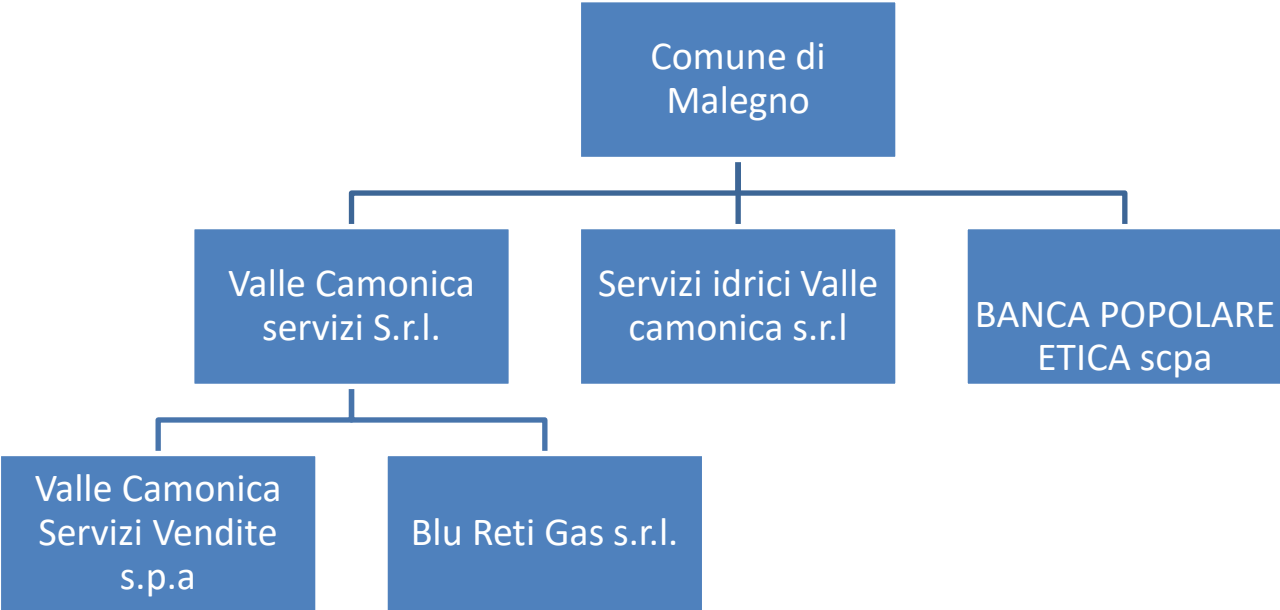 Comune di
Malegno
Valle Camonica
servizi S.r.l.
Servizi idrici Valle
camonica s.r.l
BANCA POPOLARE
ETICA scpa
Valle Camonica
Servizi Vendite
s.p.a
Blu Reti Gas s.r.l.